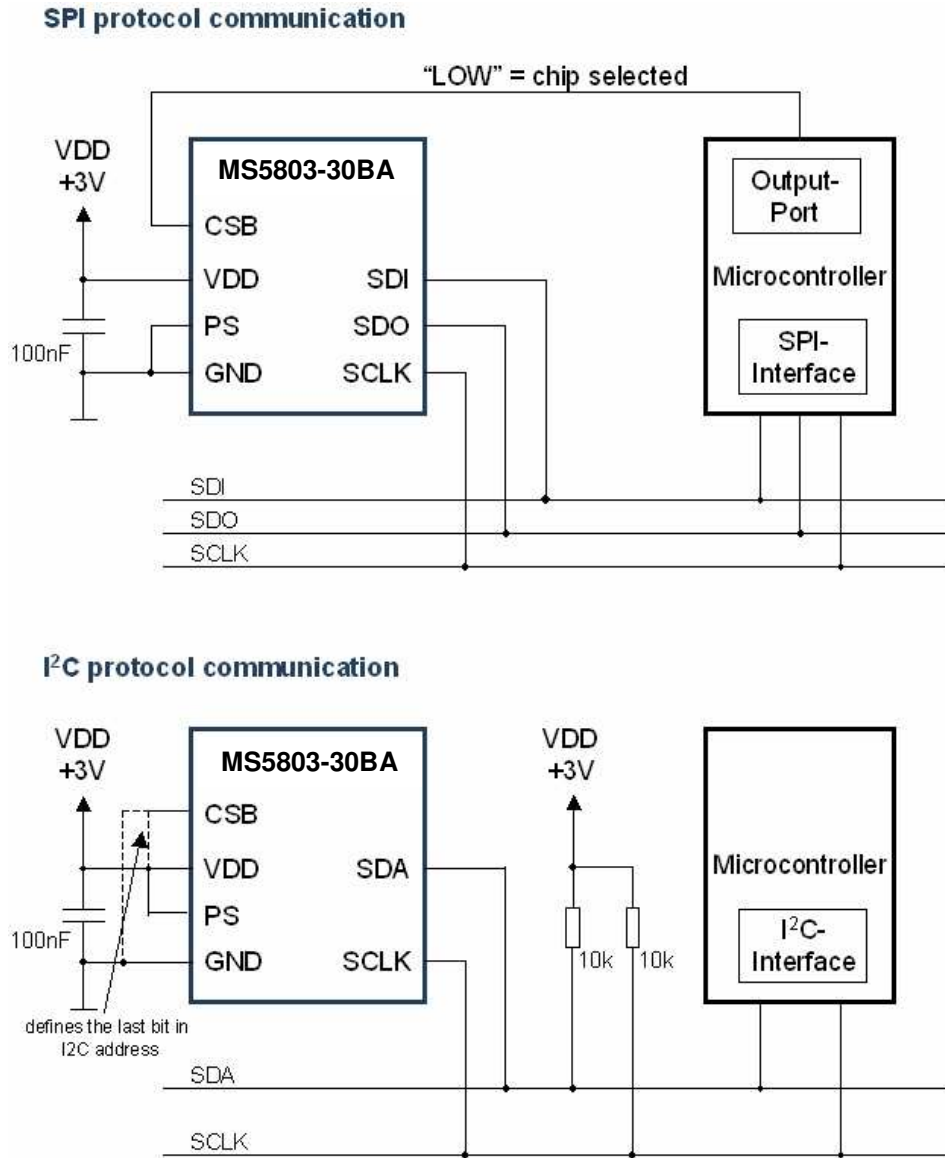 SPI protocol communication
"LOW" = chip selected
VDD
+3V
100nF
MS5803-30BA
CSB
VDD
PS
GND
SDI
SDO
SCLK
Output-
Port
Microcontroller
SPI-
Interface
SDI
SDO
SCLK
I²C protocol communication
VDD
+3V
100nF
defines the last bit in
I2C address
MS5803-30BA
CSB
VDD
PS
GND
SDA
SCLK
VDD
+3V
10k
10k
Microcontroller
I²C-
Interface
SDA
SCLK